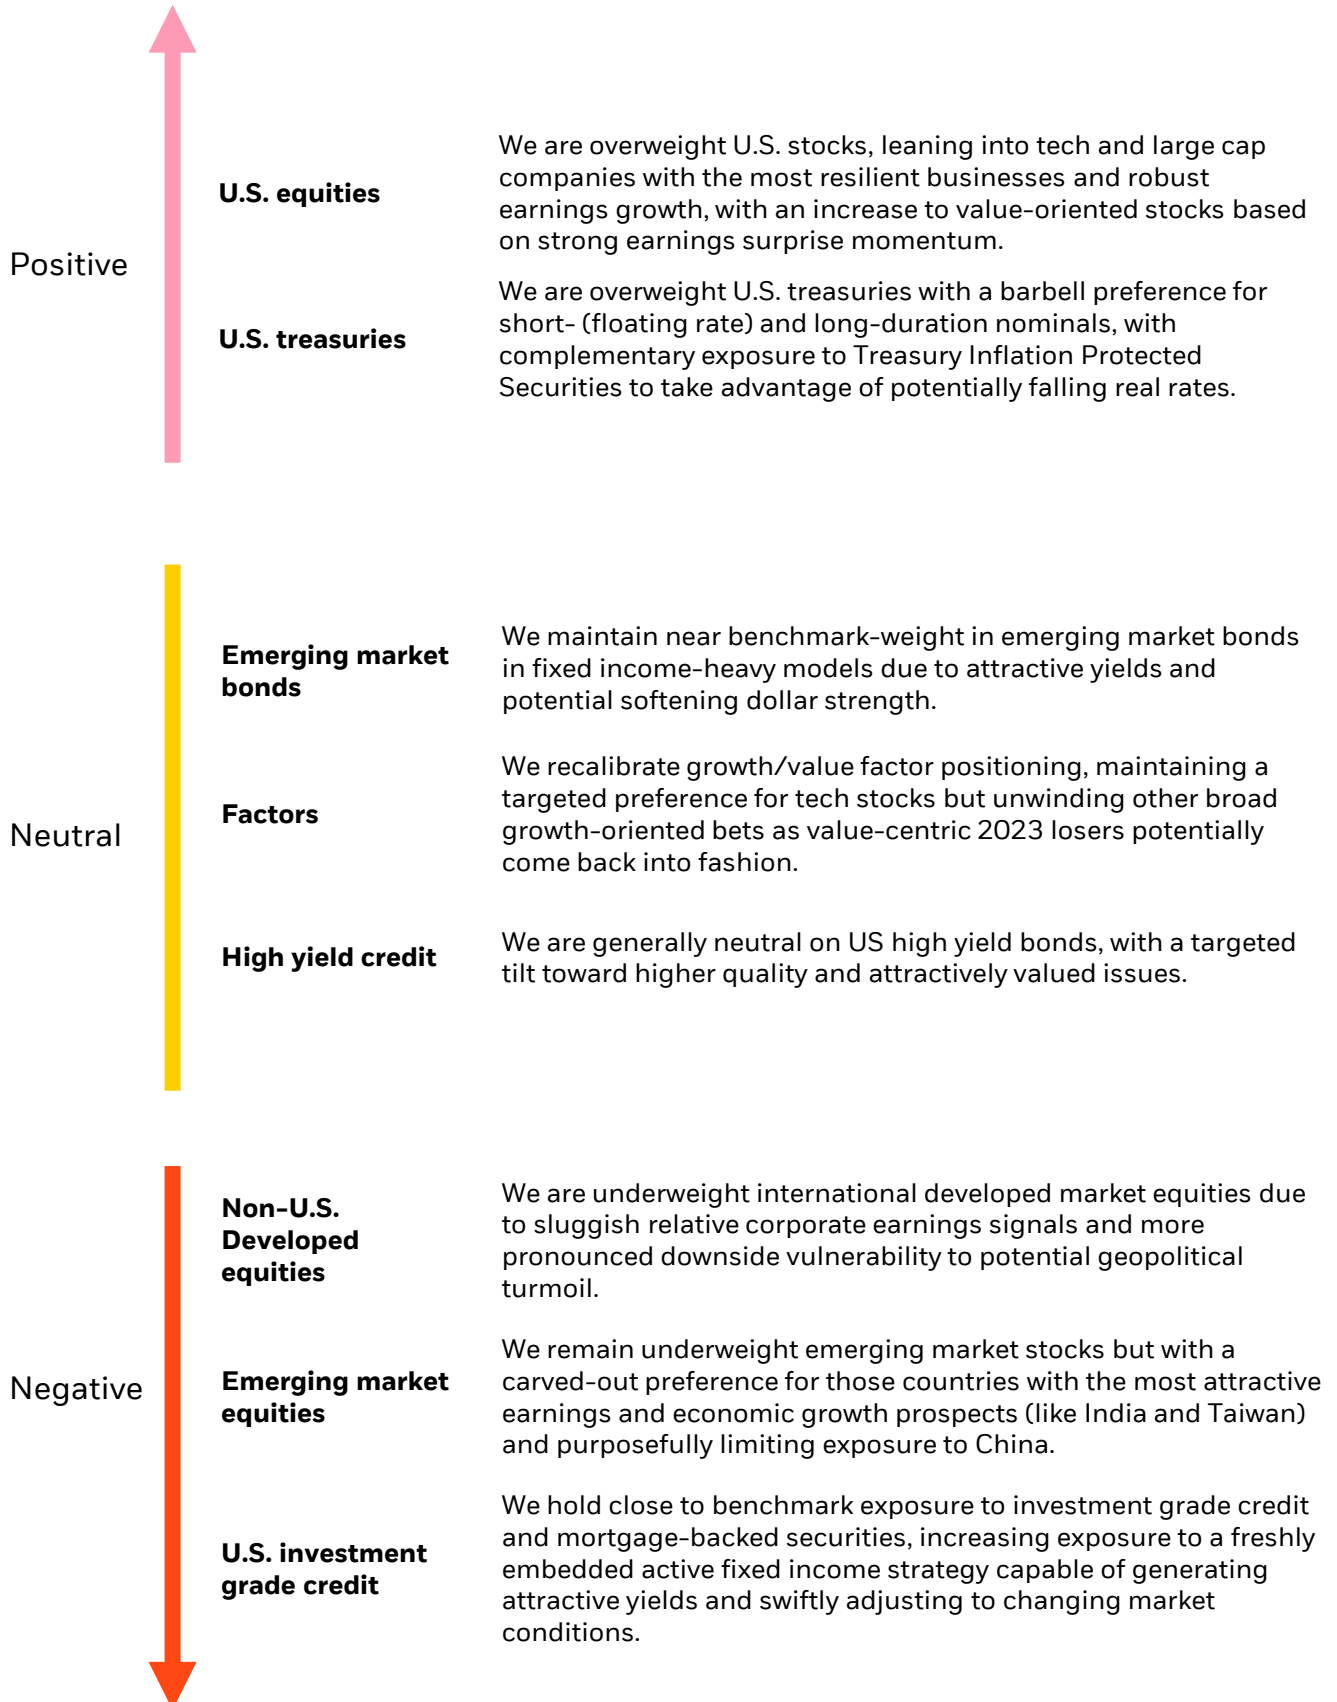 Positive
U.S. equities
We are overweight U.S. stocks, leaning into tech and large cap
companies with the most resilient businesses and robust
earnings growth, with an increase to value-oriented stocks based
on strong earnings surprise momentum.
U.S. treasuries
We are overweight U.S. treasuries with a barbell preference for
short- (floating rate) and long-duration nominals, with
complementary exposure to Treasury Inflation Protected
Securities to take advantage of potentially falling real rates.
Neutral
Emerging market
bonds
We maintain near benchmark-weight in emerging market bonds
in fixed income-heavy models due to attractive yields and
potential softening dollar strength.
Factors
We recalibrate growth/value factor positioning, maintaining a
targeted preference for tech stocks but unwinding other broad
growth-oriented bets as value-centric 2023 losers potentially
come back into fashion.
High yield credit
We are generally neutral on US high yield bonds, with a targeted
tilt toward higher quality and attractively valued issues.
Negative
Non-U.S.
Developed
equities
We are underweight international developed market equities due
to sluggish relative corporate earnings signals and more
pronounced downside vulnerability to potential geopolitical
turmoil.
Emerging market
equities
We remain underweight emerging market stocks but with a
carved-out preference for those countries with the most attractive
earnings and economic growth prospects (like India and Taiwan)
and purposefully limiting exposure to China.
U.S. investment
grade credit
We hold close to benchmark exposure to investment grade credit
and mortgage-backed securities, increasing exposure to a freshly
embedded active fixed income strategy capable of generating
attractive yields and swiftly adjusting to changing market
conditions.